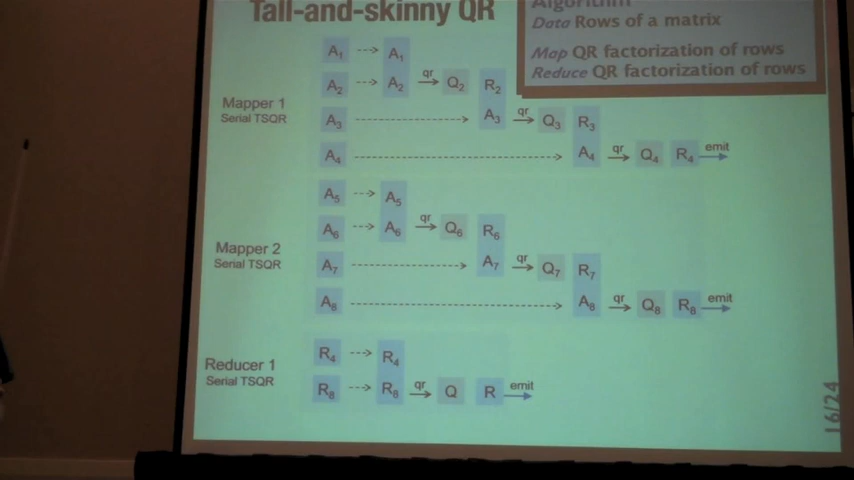 Tall-and-skinny QR
Algorithm
Data Rows of a matrix
Map QR factorization of rows
Reduce QR factorization of rows
Mapper 1
Serial TSQR
A1 A1
A2 A2 qr Q2 R2
A3 A3 qr Q3 R3
A4 A4 qr Q4 R4 emit
Mapper 2
Serial TSQR
A5 A5
A6 A6 qr Q6 R6
A7 A7 qr Q7 R7
A8 A8 qr Q8 R8 emit
Reducer 1
Serial TSQR
R4 R4
R8 R8 qr Q R emit
16/24